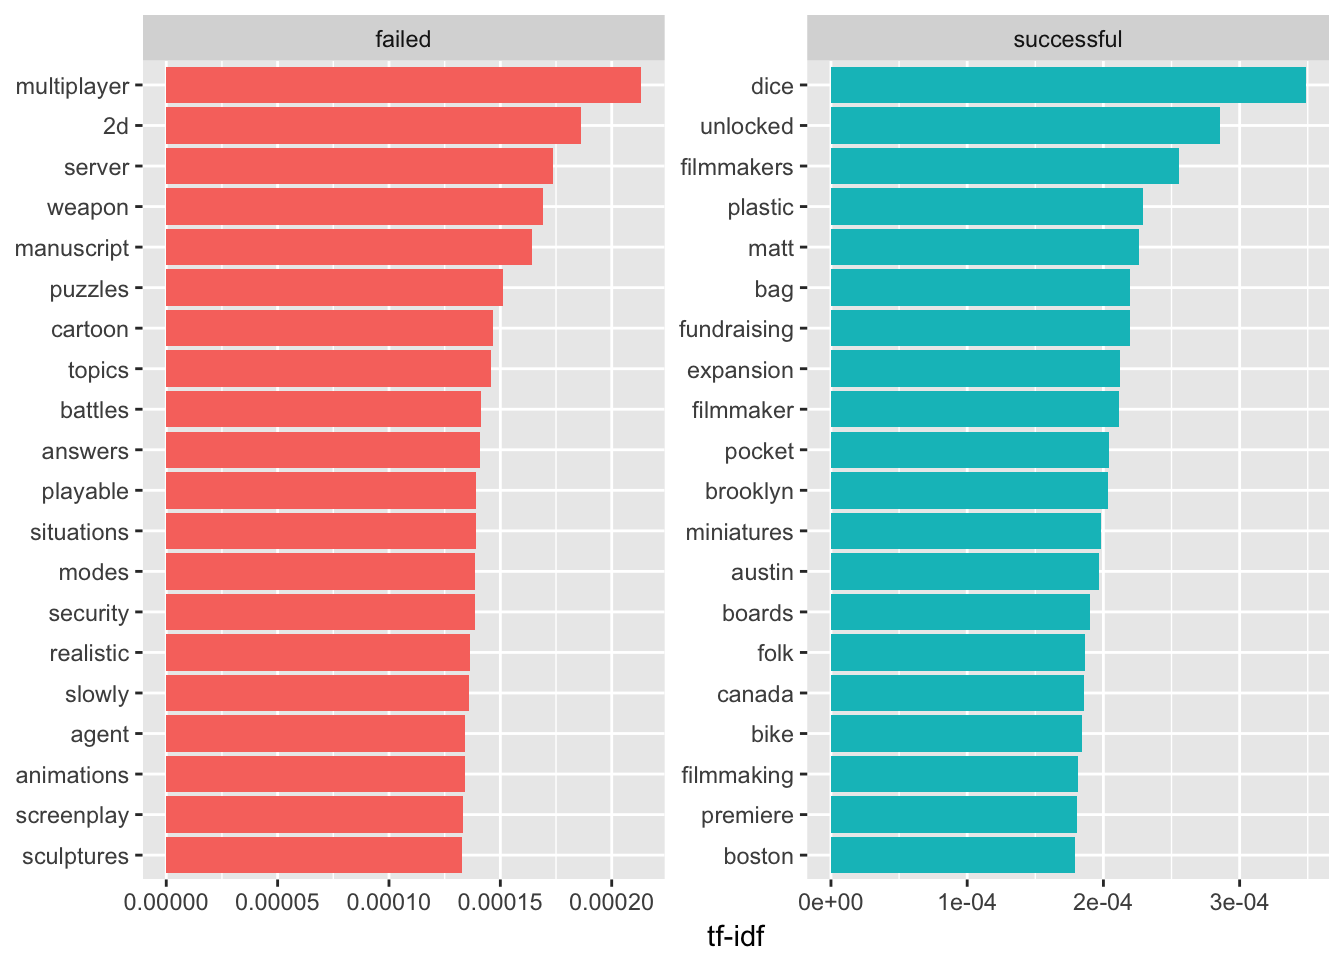 failed
multiplayer
2d
server
weapon
manuscript
puzzles
cartoon
topics
battles
answers
playable
situations
modes
security
realistic
slowly
agent
animations
screenplay
sculptures
0.00000 0.00005 0.00010 0.00015 0.00020
successful
dice
unlocked
filmmakers
plastic
matt
bag
fundraising
expansion
filmmaker
pocket
brooklyn
miniatures
austin
boards
folk
canada
bike
filmmaking
premiere
boston
0e+00 1e-04 2e-04 3e-04
tf-idf